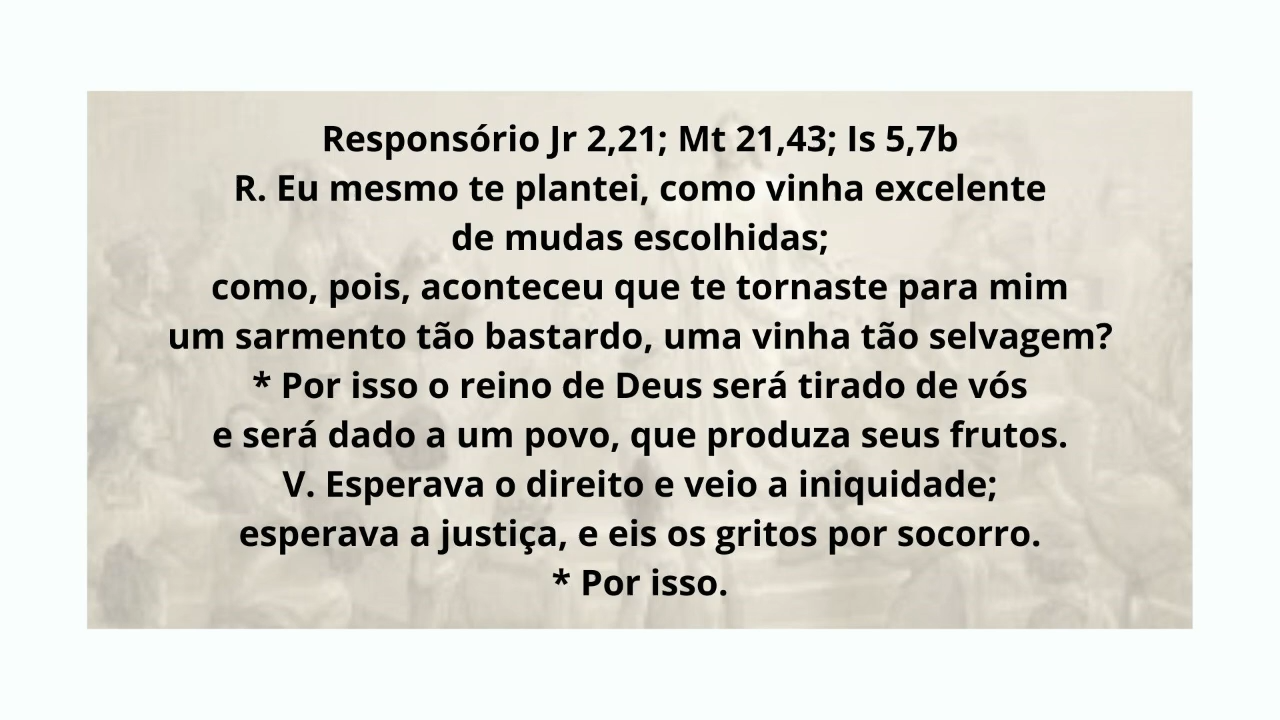 Responsório Jr 2,21; Mt 21,43; Is 5,7b
R. Eu mesmo te plantei, como vinha excelente
de mudas escolhidas;
como, pois, aconteceu que te tornaste para mim
um sarmento tão bastardo, uma vinha tão selvagem?
* Por isso o reino de Deus será tirado de vós
e será dado a um povo, que produza seus frutos.
V. Esperava o direito e veio a iniquidade;
esperava a justiça, e eis os gritos por socorro.
* Por isso.